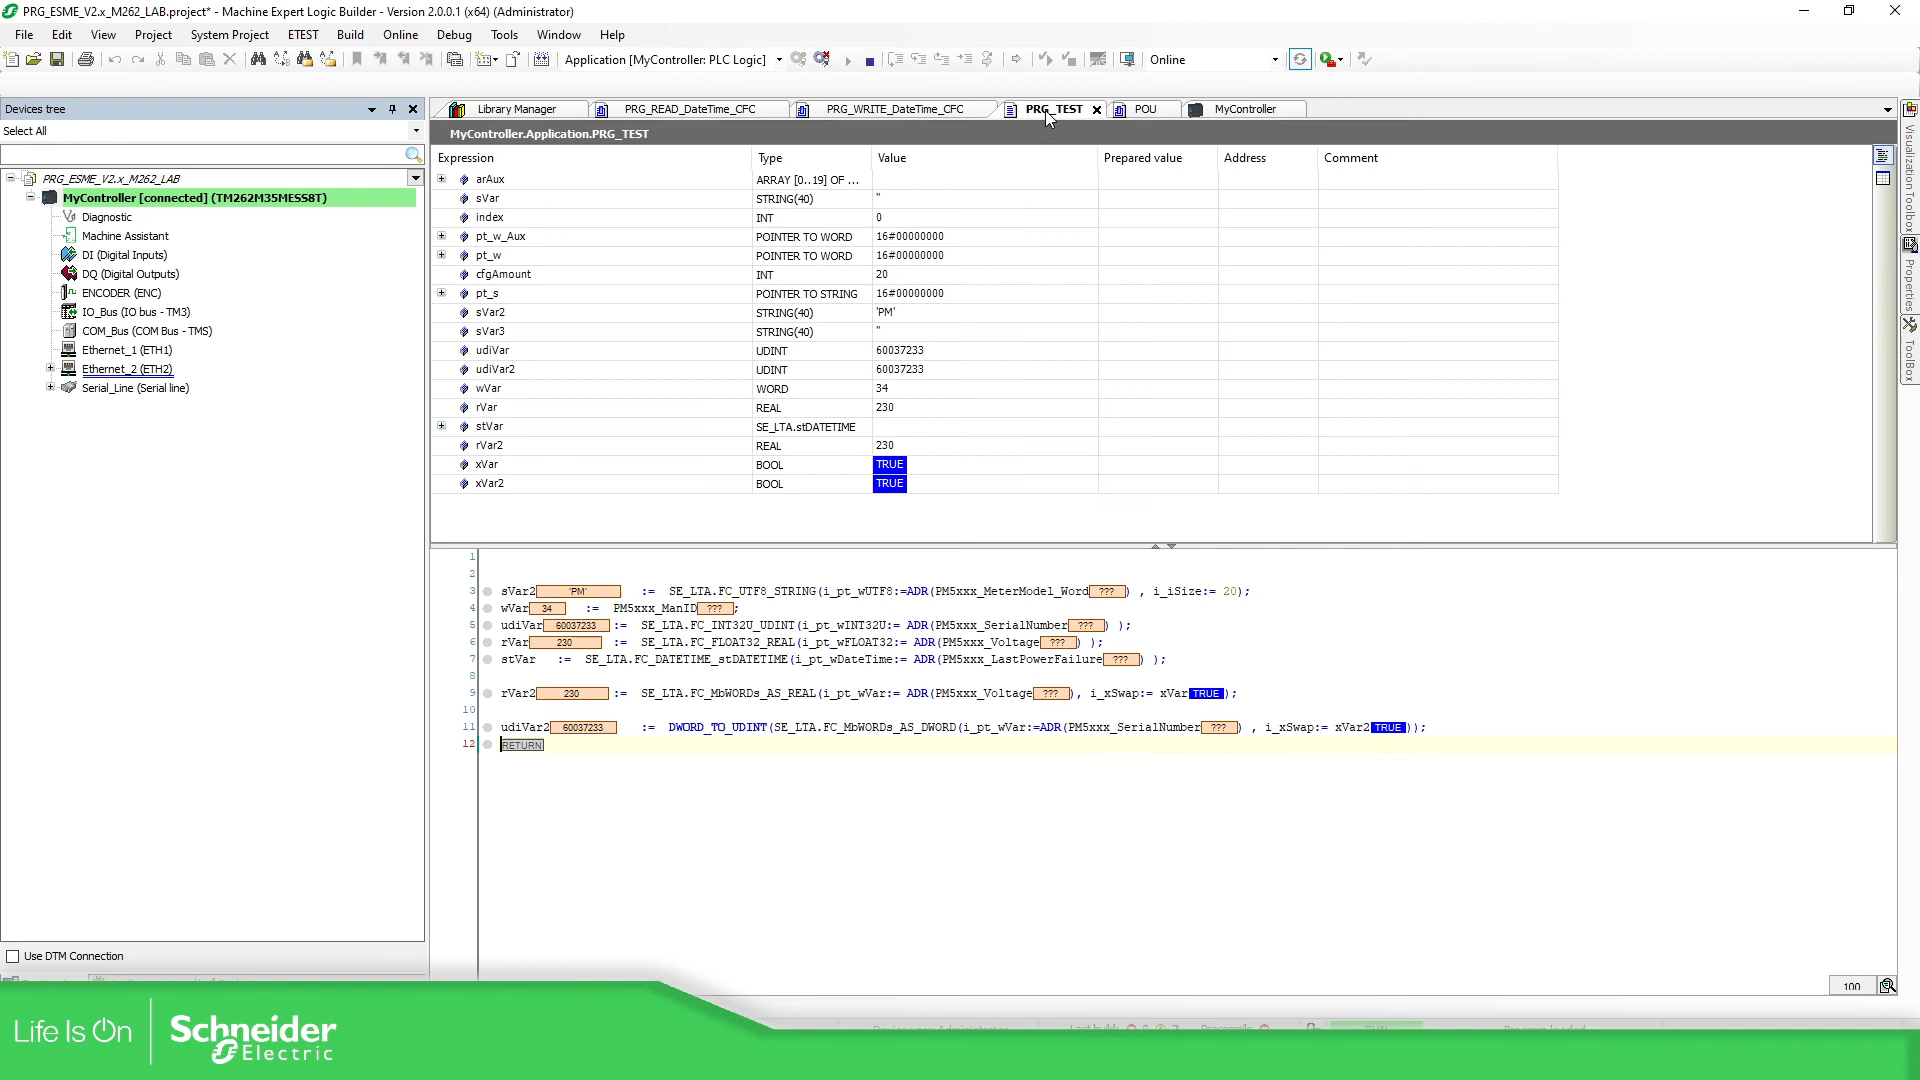 PRG_ESME_V2.x_M262_LAB.project* - Machine Expert Logic Builder - Version 2.0.0.1 (x64) (Administrator)
File Edit View Project System Project ETEST Build Online Debug Tools Window Help
Application [MyController: PLC Logic] Online
Devices tree
Select All
PRG_ESME_V2.x_M262_LAB
MyController [connected] (TM262M35MESS8T)
Diagnostic
Machine Assistant
DI (Digital Inputs)
DQ (Digital Outputs)
ENCODER (ENC)
IO_Bus (IO bus - TM3)
COM_Bus (COM Bus - TMS)
Ethernet_1 (ETH1)
Ethernet_2 (ETH2)
Serial_Line (Serial line)
Use DTM Connection
Library Manager PRG_READ_DateTime_CFC PRG_WRITE_DateTime_CFC PRG_TEST POU MyController
MyController.Application.PRG_TEST
Expression Type Value Prepared value Address Comment
arAux ARRAY [0..19] OF ...
sVar STRING(40) ''
index INT 0
pt_w_Aux POINTER TO WORD 16#00000000
pt_w POINTER TO WORD 16#00000000
cfgAmount INT 20
pt_s POINTER TO STRING 16#00000000
sVar2 STRING(40) 'PM'
sVar3 STRING(40) ''
udiVar UDINT 60037233
udiVar2 UDINT 60037233
wVar WORD 34
rVar REAL 230
stVar SE_LTA.stDATETIME
rVar2 REAL 230
xVar BOOL TRUE
xVar2 BOOL TRUE
1
2
3 sVar2 'PM' := SE_LTA.FC_UTF8_STRING(i_pt_wUTF8:=ADR(PM5xxx_MeterModel_Word ??? ) , i_iSize:= 20);
4 wVar 34 := PM5xxx_ManID ??? ;
5 udiVar 60037233 := SE_LTA.FC_INT32U_UDINT(i_pt_wINT32U:= ADR(PM5xxx_SerialNumber ??? ) );
6 rVar 230 := SE_LTA.FC_FLOAT32_REAL(i_pt_wFLOAT32:= ADR(PM5xxx_Voltage ??? ) );
7 stVar := SE_LTA.FC_DATETIME_stDATETIME(i_pt_wDateTime:= ADR(PM5xxx_LastPowerFailure ??? ) );
8
9 rVar2 230 := SE_LTA.FC_MbWORDs_AS_REAL(i_pt_wVar:= ADR(PM5xxx_Voltage ??? ), i_xSwap:= xVar TRUE );
10
11 udiVar2 60037233 := DWORD_TO_UDINT(SE_LTA.FC_MbWORDs_AS_DWORD(i_pt_wVar:=ADR(PM5xxx_SerialNumber ??? ) , i_xSwap:= xVar2 TRUE ));
12 RETURN
100
Visualization Toolbox
Properties
ToolBox
Life Is On
Schneider
Electric